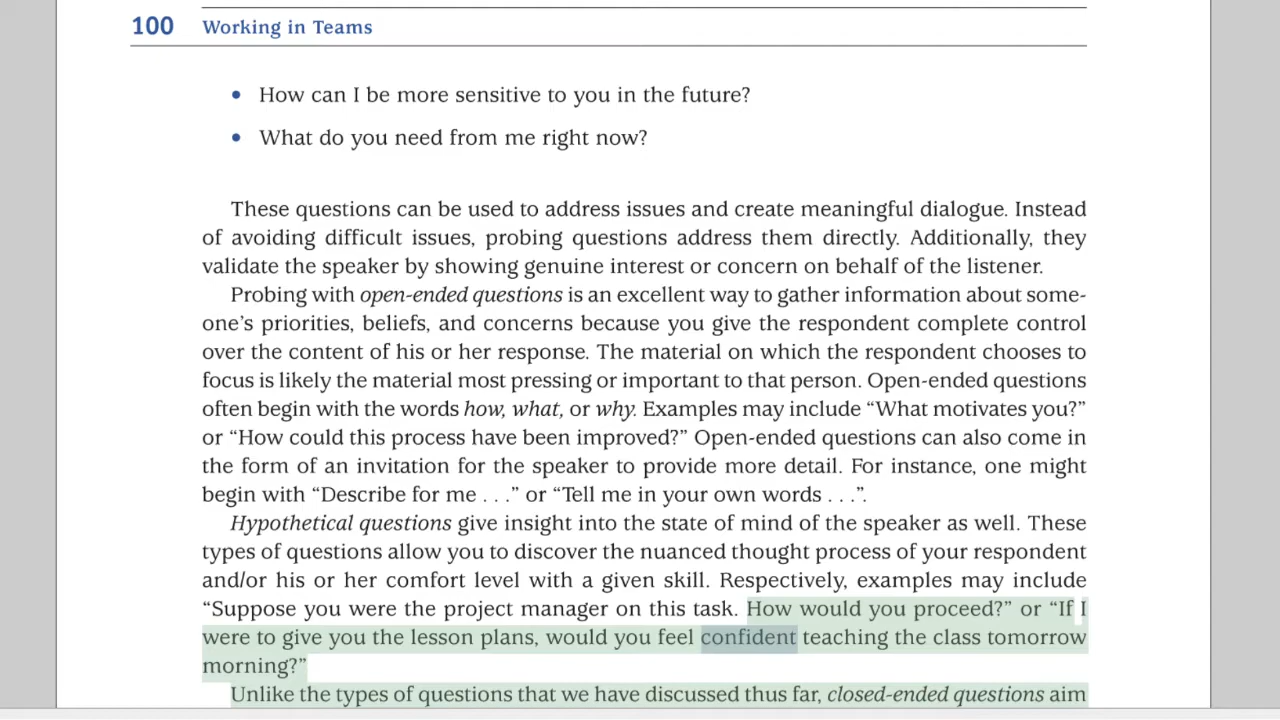 100 Working in Teams
• How can I be more sensitive to you in the future?
• What do you need from me right now?
These questions can be used to address issues and create meaningful dialogue. Instead
of avoiding difficult issues, probing questions address them directly. Additionally, they
validate the speaker by showing genuine interest or concern on behalf of the listener.
Probing with open-ended questions is an excellent way to gather information about some-
one’s priorities, beliefs, and concerns because you give the respondent complete control
over the content of his or her response. The material on which the respondent chooses to
focus is likely the material most pressing or important to that person. Open-ended questions
often begin with the words how, what, or why. Examples may include “What motivates you?”
or “How could this process have been improved?” Open-ended questions can also come in
the form of an invitation for the speaker to provide more detail. For instance, one might
begin with “Describe for me . . .” or “Tell me in your own words . . .”.
Hypothetical questions give insight into the state of mind of the speaker as well. These
types of questions allow you to discover the nuanced thought process of your respondent
and/or his or her comfort level with a given skill. Respectively, examples may include
“Suppose you were the project manager on this task. How would you proceed?” or “If I
were to give you the lesson plans, would you feel confident teaching the class tomorrow
morning?”
Unlike the types of questions that we have discussed thus far, closed-ended questions aim